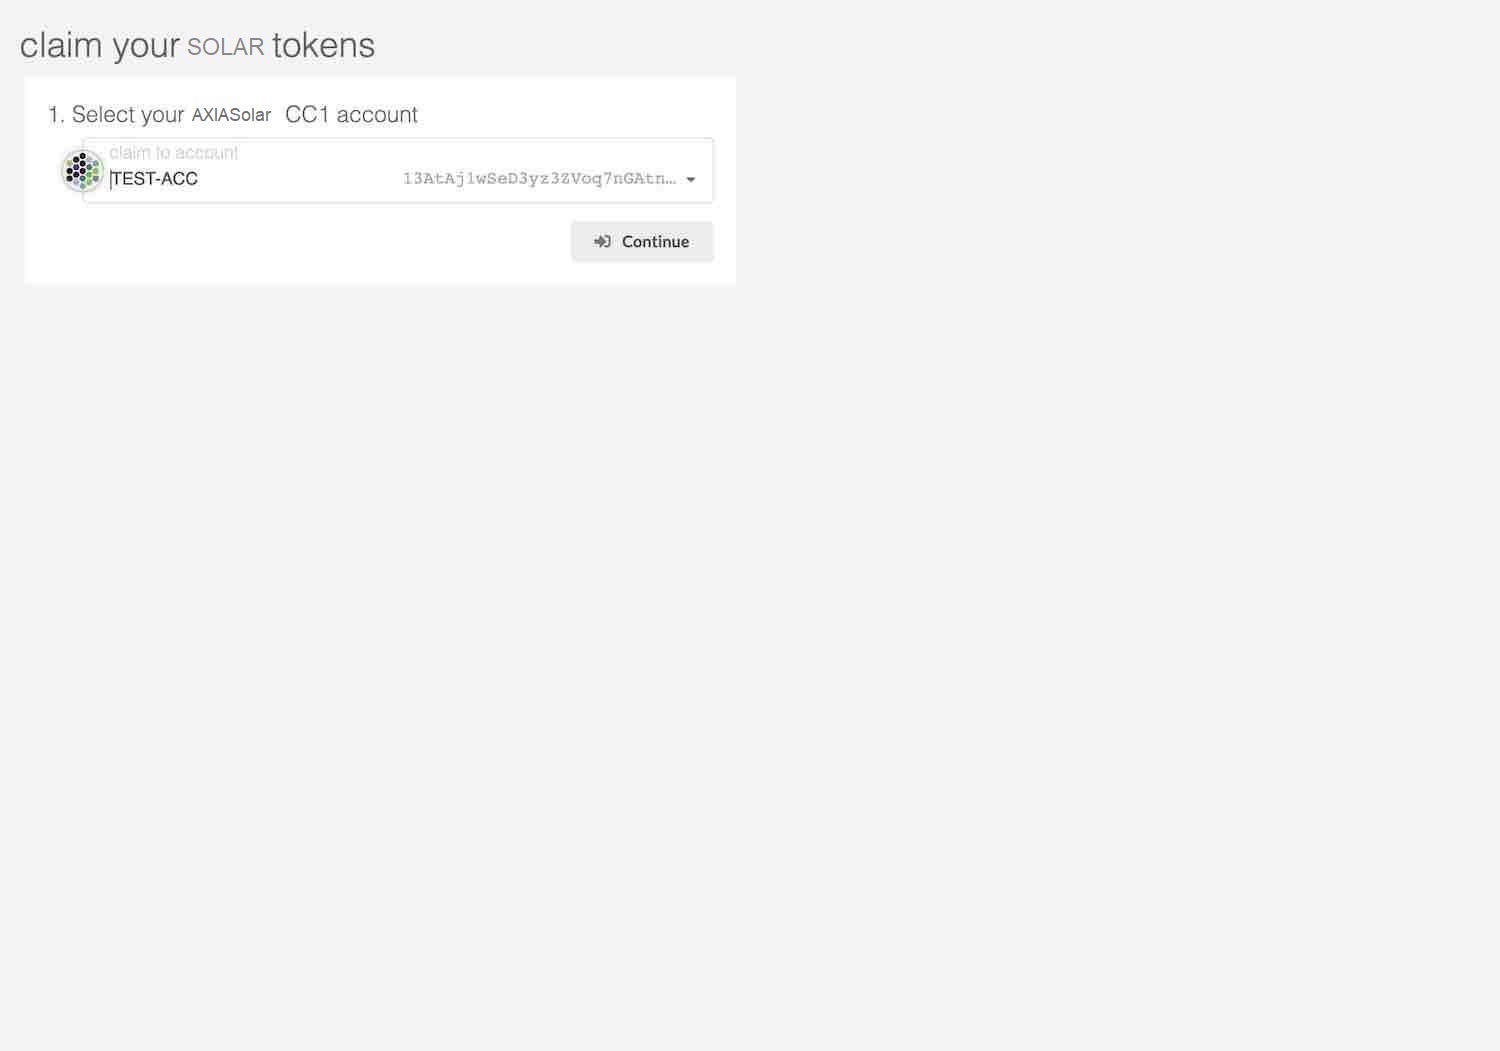 claim your SOLAR tokens
1. Select your AXIASolar CC1 account
claim to account
TEST-ACC 13AtAj1wSeD3yz3ZVoq7nGAtn…
Continue